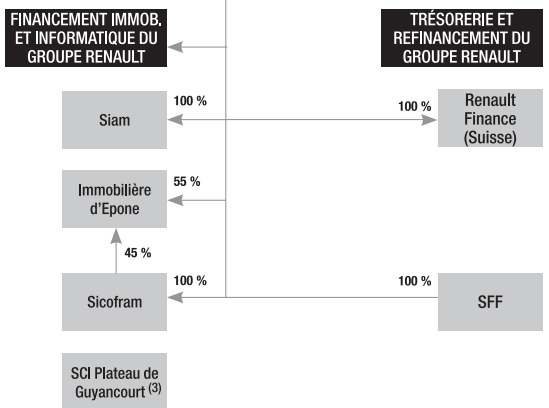 FINANCEMENT IMMOB.
ET INFORMATIQUE DU
GROUPE RENAULT
TRÉSORERIE ET
REFINANCEMENT DU
GROUPE RENAULT
Siam
100 %
100 %
Renault
Finance
(Suisse)
Immobilière
d'Epone
55 %
45 %
Sicofram
100 %
100 %
SFF
SCI Plateau de
Guyancourt (3)